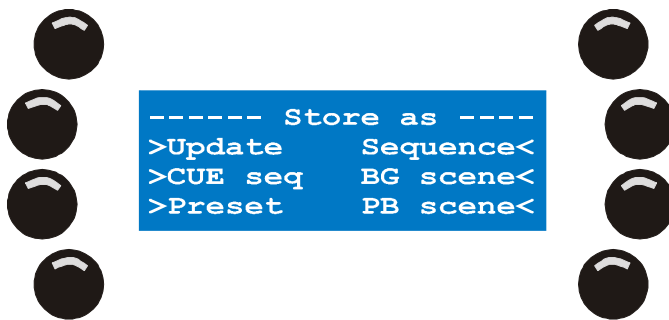 ------ Store as ----
>Update Sequence<
>CUE seq BG scene<
>Preset PB scene<